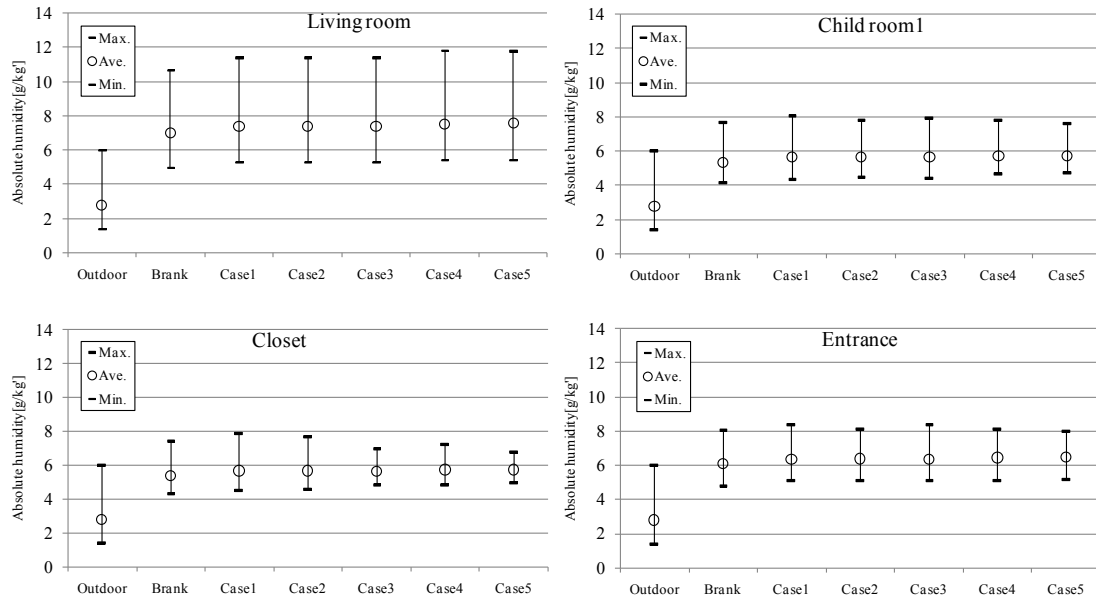 Living room
Absolute humidity[g/kg']
14
12
10
8
6
4
2
0
Max.
Ave.
Min.
Outdoor Brank Case1 Case2 Case3 Case4 Case5
Child room1
Absolute humidity[g/kg']
14
12
10
8
6
4
2
0
Max.
Ave.
Min.
Outdoor Brank Case1 Case2 Case3 Case4 Case5
Closet
Absolute humidity[g/kg']
14
12
10
8
6
4
2
0
Max.
Ave.
Min.
Outdoor Brank Case1 Case2 Case3 Case4 Case5
Entrance
Absolute humidity[g/kg']
14
12
10
8
6
4
2
0
Max.
Ave.
Min.
Outdoor Brank Case1 Case2 Case3 Case4 Case5